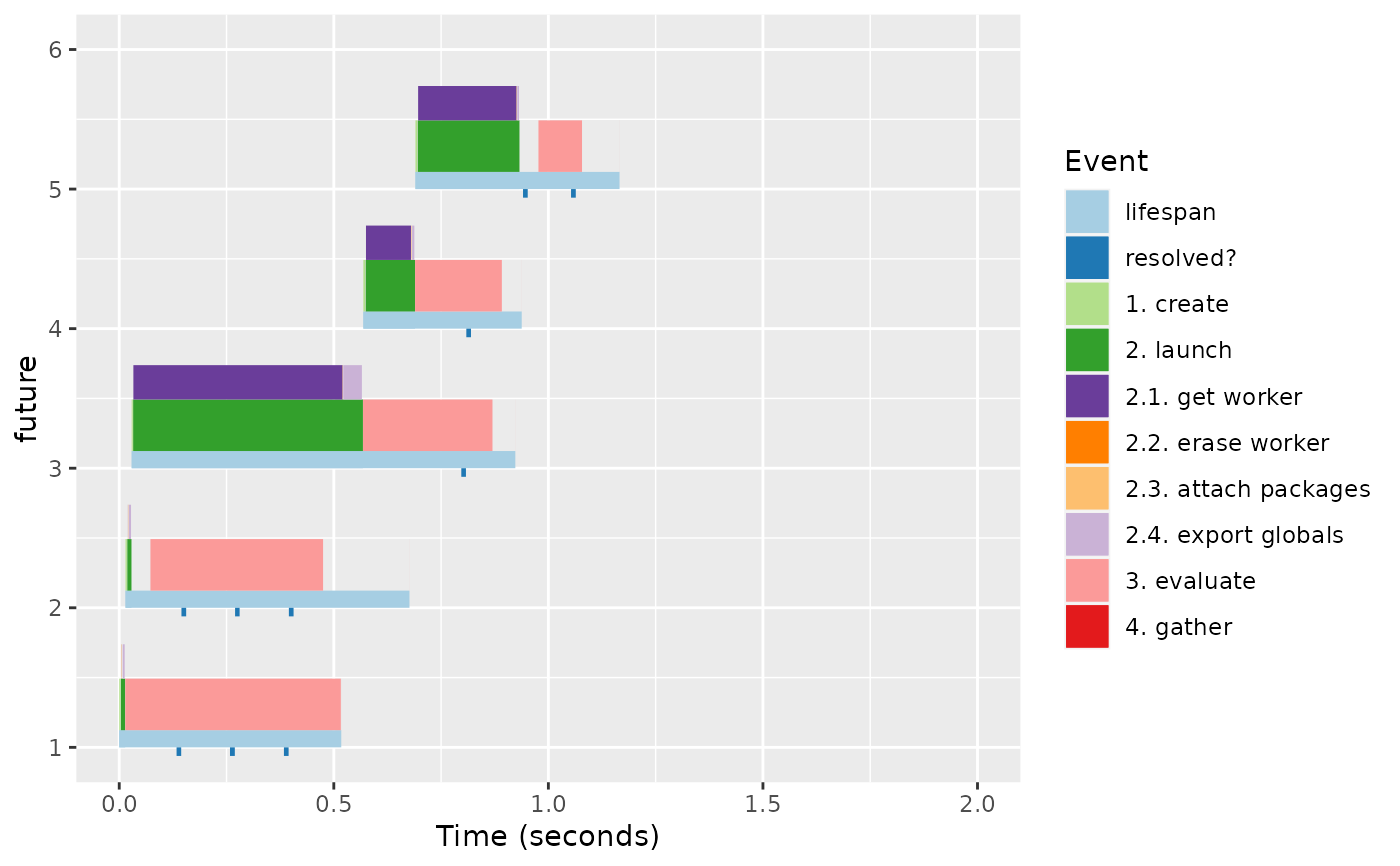 6
5
4
3
2
1
future
0.0 0.5 1.0 1.5 2.0
Time (seconds)
Event
lifespan
resolved?
1. create
2. launch
2.1. get worker
2.2. erase worker
2.3. attach packages
2.4. export globals
3. evaluate
4. gather